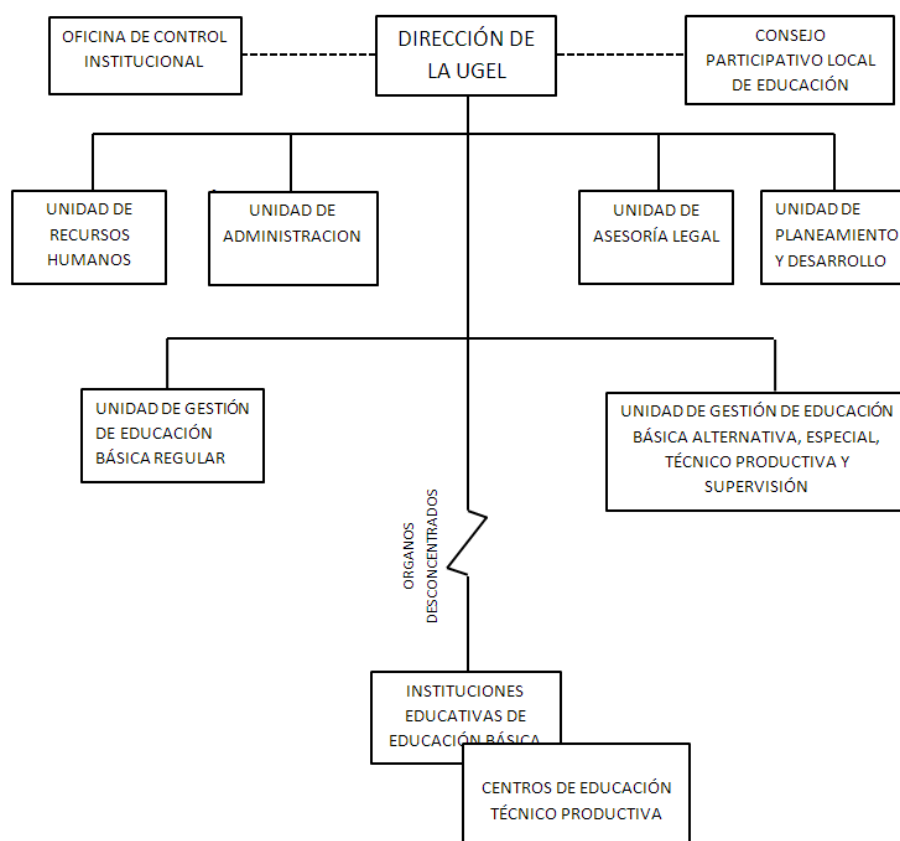 OFICINA DE CONTROL
INSTITUCIONAL
DIRECCIÓN DE
LA UGEL
CONSEJO
PARTICIPATIVO LOCAL
DE EDUCACIÓN
UNIDAD DE
RECURSOS
HUMANOS
UNIDAD DE
ADMINISTRACION
UNIDAD DE
ASESORÍA LEGAL
UNIDAD DE
PLANEAMIENTO
Y DESARROLLO
UNIDAD DE GESTIÓN
DE EDUCACIÓN
BÁSICA REGULAR
UNIDAD DE GESTIÓN DE EDUCACIÓN
BÁSICA ALTERNATIVA, ESPECIAL,
TÉCNICO PRODUCTIVA Y
SUPERVISIÓN
ORGANOS
DESCONCENTRADOS
INSTITUCIONES
EDUCATIVAS DE
EDUCACIÓN BÁSICA
CENTROS DE EDUCACIÓN
TÉCNICO PRODUCTIVA